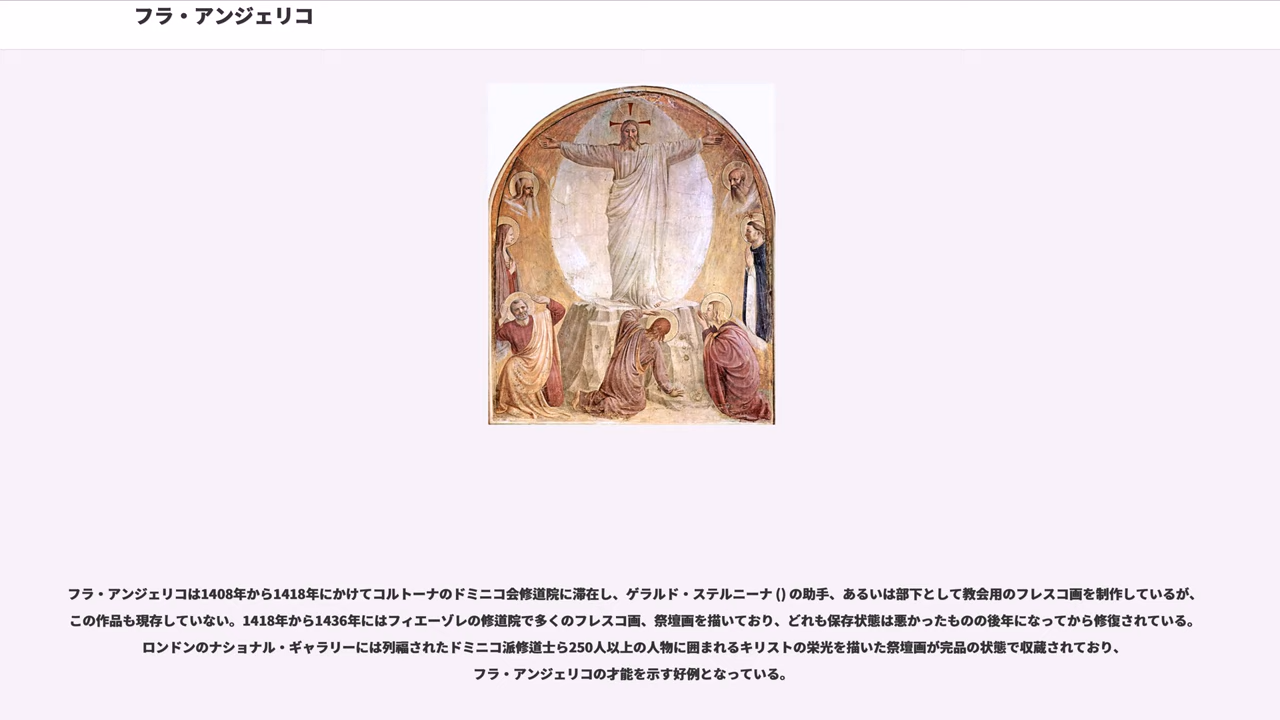 フラ・アンジェリコ
フラ・アンジェリコは1408年から1418年にかけてコルトーナのドミニコ会修道院に滞在し、ゲラルド・ステルニーナ () の助手、あるいは部下として教会用のフレスコ画を制作しているが、
この作品も現存していない。1418年から1436年にはフィエーゾレの修道院で多くのフレスコ画、祭壇画を描いており、どれも保存状態は悪かったものの後年になってから修復されている。
ロンドンのナショナル・ギャラリーには列福されたドミニコ派修道士ら250人以上の人物に囲まれるキリストの栄光を描いた祭壇画が完品の状態で収蔵されており、
フラ・アンジェリコの才能を示す好例となっている。